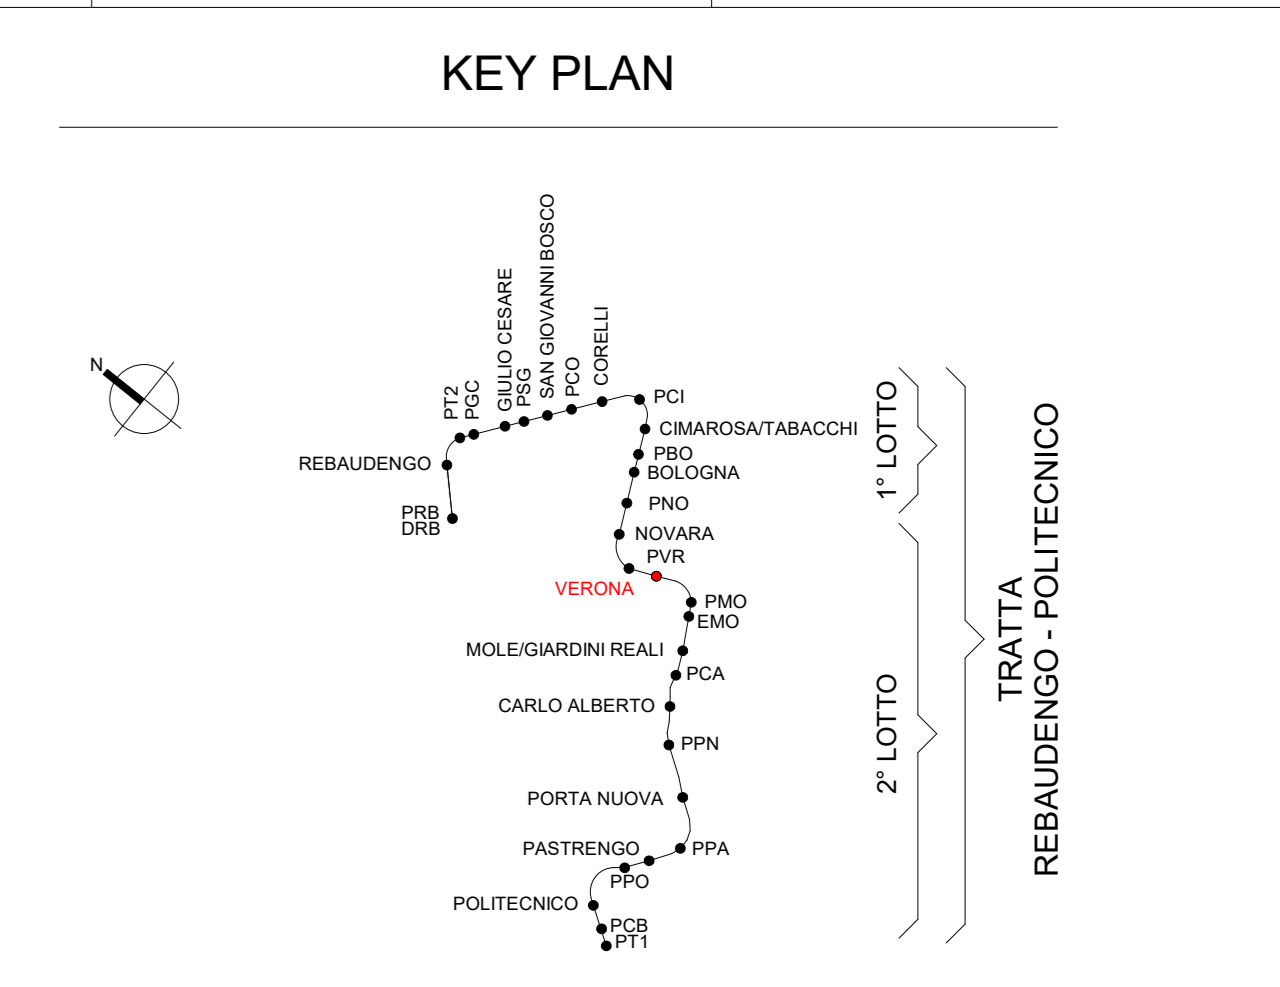 KEY PLAN
N
PT2
PGC
GIULIO CESARE
PSG
SAN GIOVANNI BOSCO
PCO
CORELLI
PCI
CIMAROSA/TABACCHI
REBAUDENGO
PBO
BOLOGNA
PRB
DRB
PNO
NOVARA
PVR
VERONA
PMO
EMO
MOLE/GIARDINI REALI
PCA
CARLO ALBERTO
PPN
PORTA NUOVA
PASTRENGO
PPA
PPO
POLITECNICO
PCB
PT1
1° LOTTO
2° LOTTO
TRATTA
REBAUDENGO - POLITECNICO